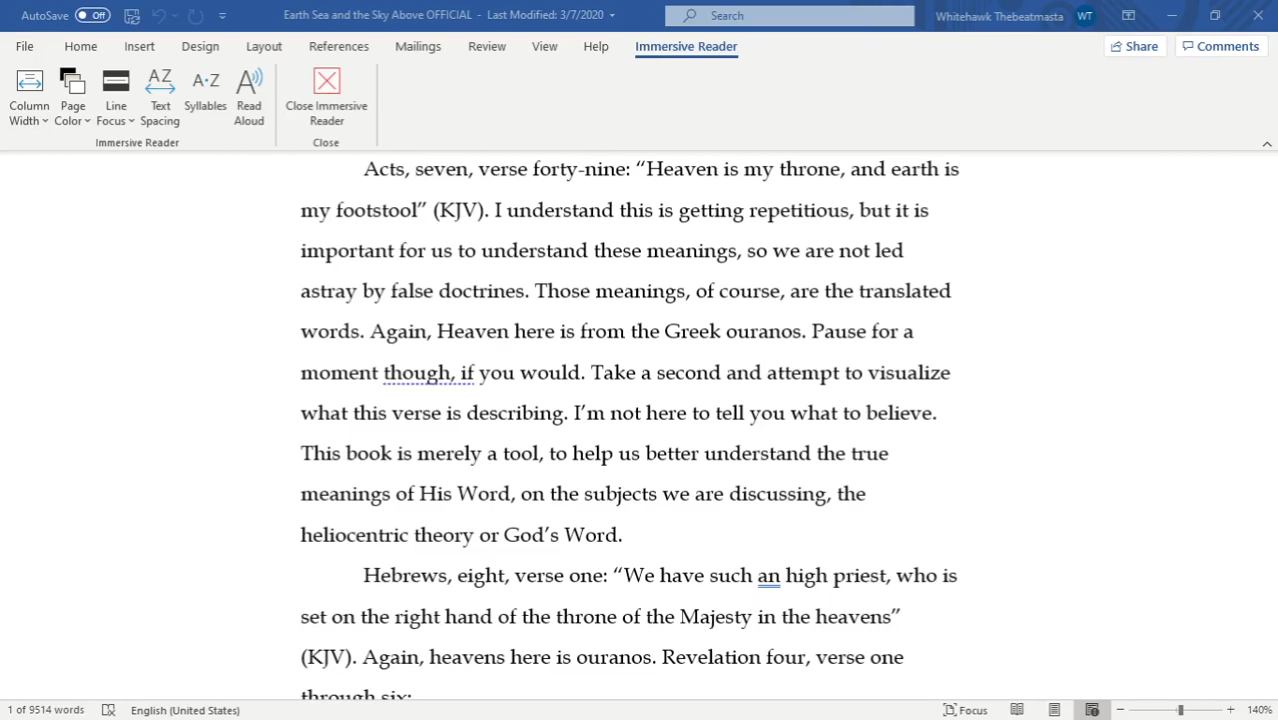 AutoSave Off Earth Sea and the Sky Above OFFICIAL - Last Modified: 3/7/2020 Search Whitehawk Thebeatmasta WT
File Home Insert Design Layout References Mailings Review View Help Immersive Reader Share Comments
Column Width Page Color Line Focus Text Spacing Syllables Read Aloud Close Immersive Reader
Immersive Reader Close
Acts, seven, verse forty-nine: “Heaven is my throne, and earth is
my footstool” (KJV). I understand this is getting repetitious, but it is
important for us to understand these meanings, so we are not led
astray by false doctrines. Those meanings, of course, are the translated
words. Again, Heaven here is from the Greek ouranos. Pause for a
moment though, if you would. Take a second and attempt to visualize
what this verse is describing. I’m not here to tell you what to believe.
This book is merely a tool, to help us better understand the true
meanings of His Word, on the subjects we are discussing, the
heliocentric theory or God’s Word.
Hebrews, eight, verse one: “We have such an high priest, who is
set on the right hand of the throne of the Majesty in the heavens”
(KJV). Again, heavens here is ouranos. Revelation four, verse one
through six:
1 of 9514 words English (United States) Focus 140%